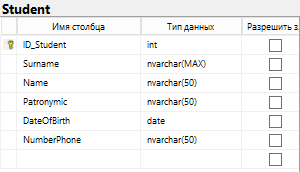 Student
Имя столбца Тип данных Разрешить з
ID_Student int
Surname nvarchar(MAX)
Name nvarchar(50)
Patronymic nvarchar(50)
DateOfBirth date
NumberPhone nvarchar(50)